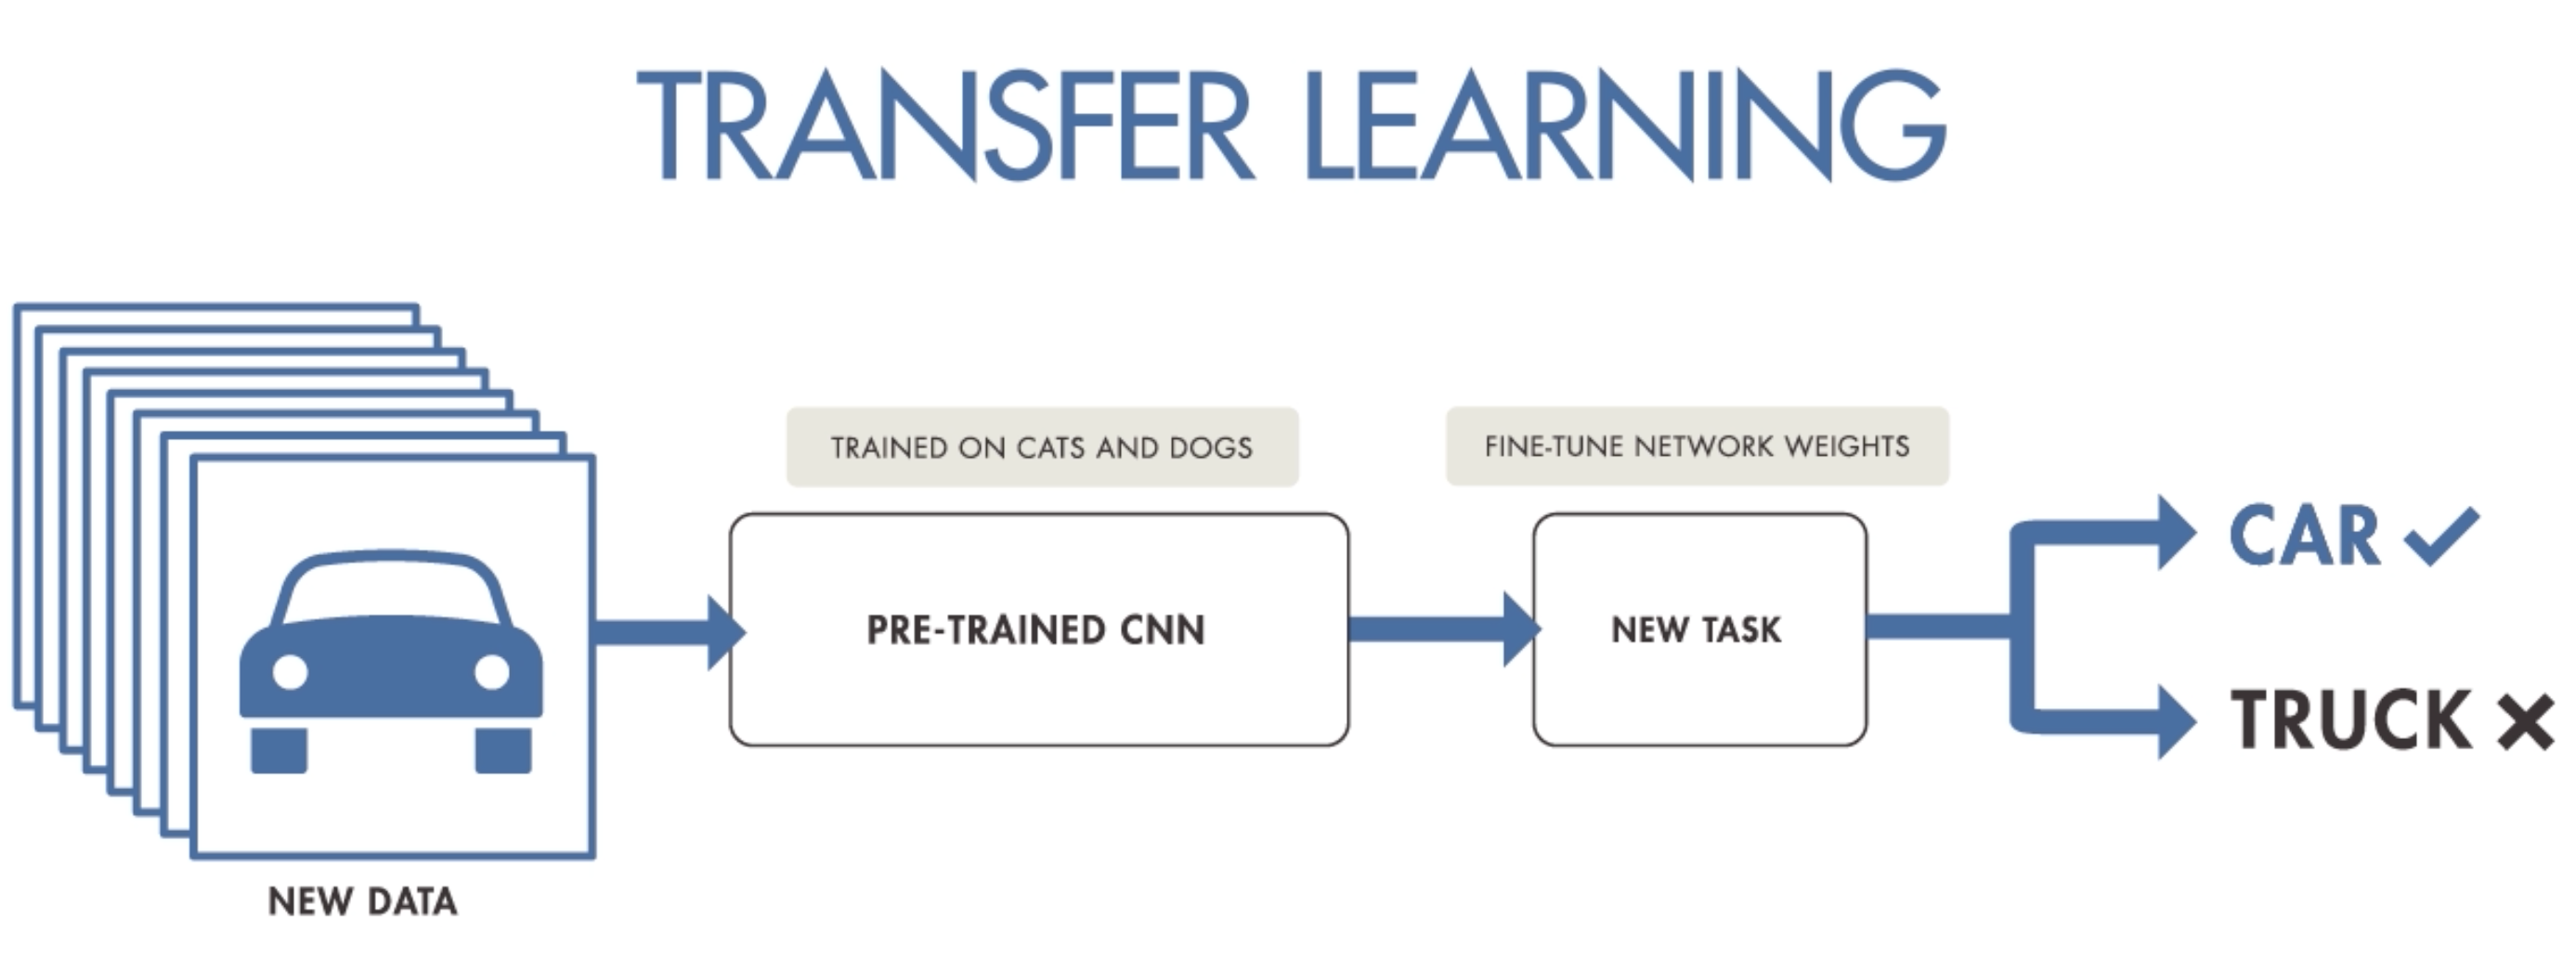 TRANSFER LEARNING
TRAINED ON CATS AND DOGS
FINE-TUNE NETWORK WEIGHTS
CAR
PRE-TRAINED CNN
NEW TASK
TRUCK
NEW DATA